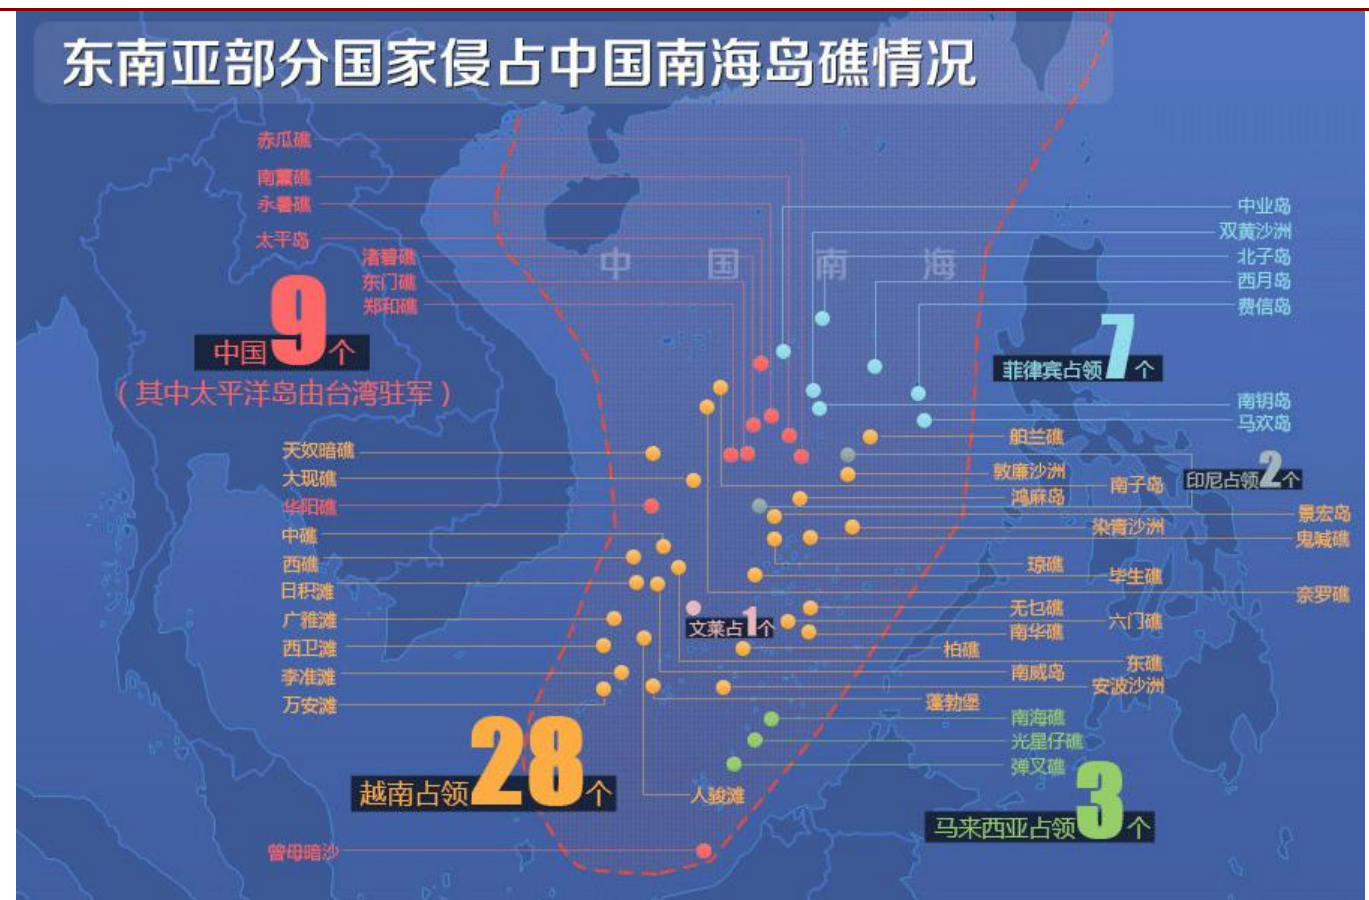 东南亚部分国家侵占中国南海岛礁情况
赤瓜礁
南薰礁
永暑礁
太平岛
渚碧礁
东门礁
郑和礁
中国9个
（其中太平洋岛由台湾驻军）
中国南海
中业岛
双黄沙洲
北子岛
西月岛
费信岛
菲律宾占领7个
南钥岛
马欢岛
天奴暗礁
大现礁
华阳礁
中礁
西礁
日积滩
广雅滩
西卫滩
李准滩
万安滩
越南占领28个
舶兰礁
敦廉沙洲
南子岛
鸿庥岛
印尼占领2个
景宏岛
染青沙洲
鬼喊礁
琼礁
毕生礁
奈罗礁
无乜礁
六门礁
南华礁
文莱占1个
柏礁
东礁
南威岛
安波沙洲
蓬勃堡
南海礁
光星仔礁
弹叉礁
人骏滩
马来西亚占领3个
曾母暗沙